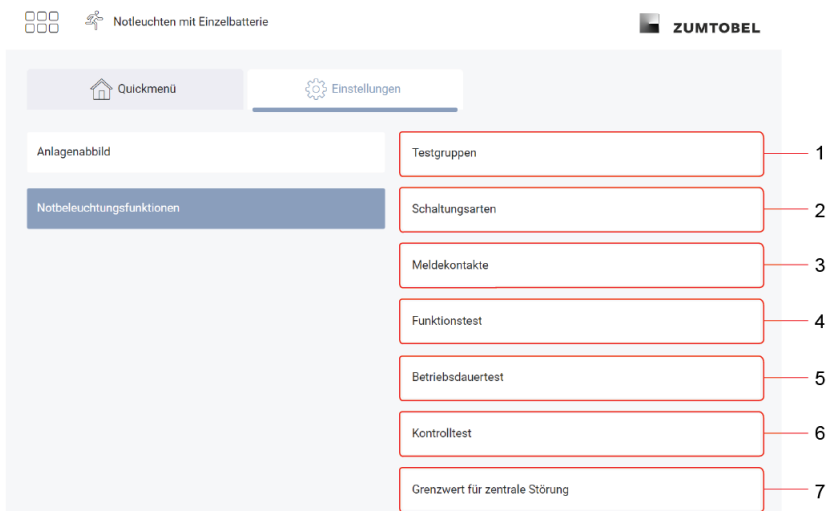 Notleuchten mit Einzelbatterie
ZUMTOBEL
Quickmenü
Einstellungen
Anlagenabbild
Testgruppen
1
Notbeleuchtungsfunktionen
Schaltungsarten
2
Meldekontakte
3
Funktionstest
4
Betriebsdauertest
5
Kontrolltest
6
Grenzwert für zentrale Störung
7